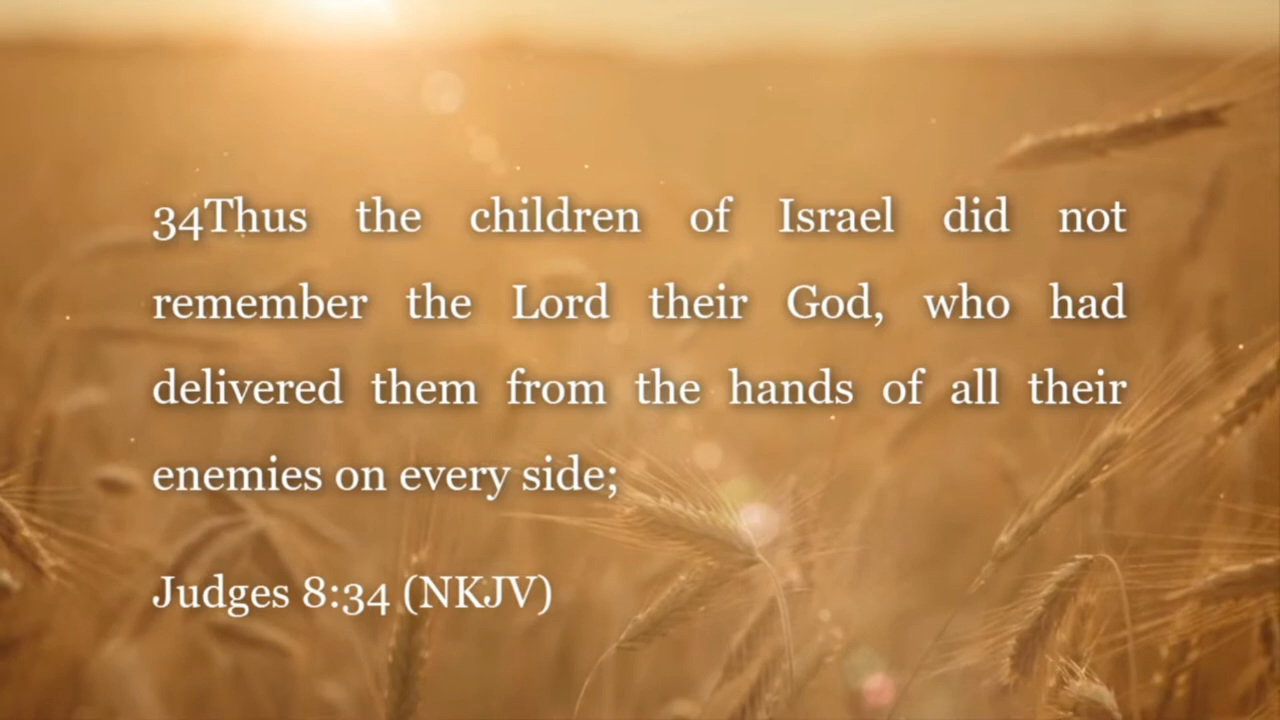 34Thus the children of Israel did not
remember the Lord their God, who had
delivered them from the hands of all their
enemies on every side;
Judges 8:34 (NKJV)